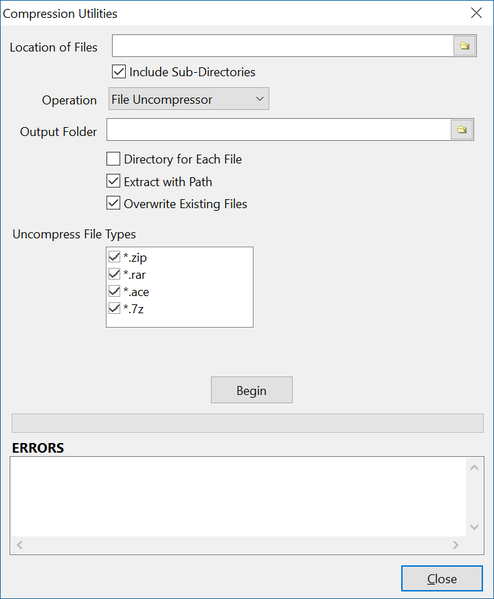 Compression Utilities
Location of Files
Include Sub-Directories
Operation File Uncompressor
Output Folder
Directory for Each File
Extract with Path
Overwrite Existing Files
Uncompress File Types
*.zip
*.rar
*.ace
*.7z
Begin
ERRORS
Close